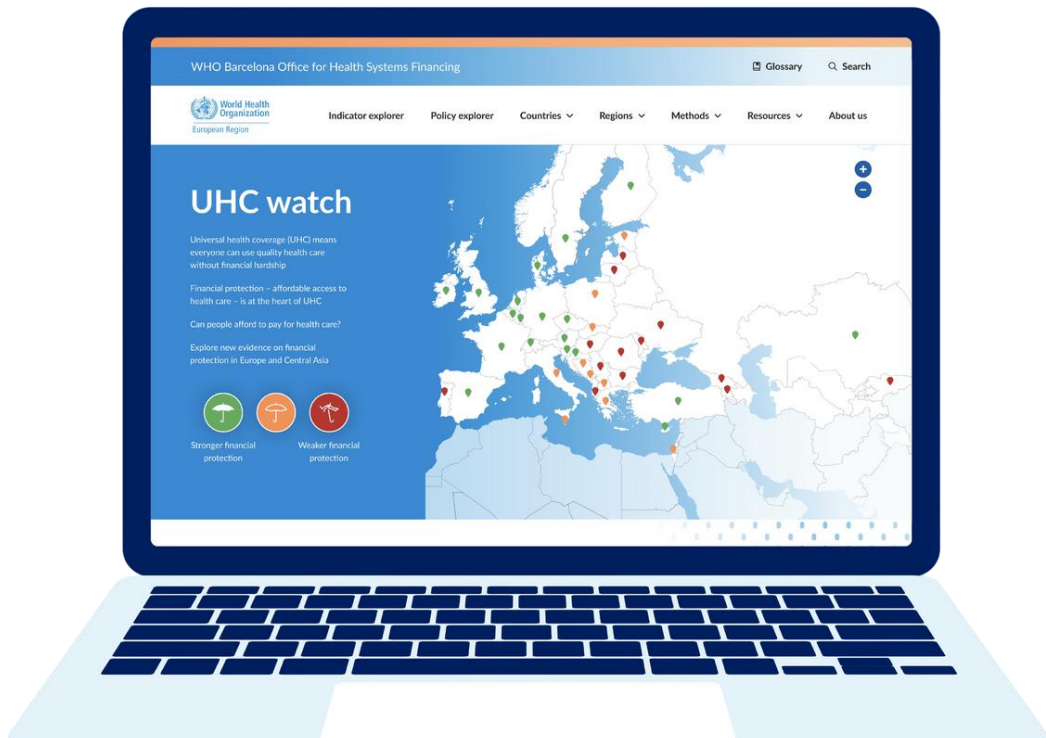 WHO Barcelona Office for Health Systems Financing
Glossary
Search
World Health
Organization
European Region
Indicator explorer
Policy explorer
Countries
Regions
Methods
Resources
About us
UHC watch
Universal health coverage (UHC) means
everyone can use quality health care
without financial hardship
Financial protection – affordable access to
health care – is at the heart of UHC
Can people afford to pay for health care?
Explore new evidence on financial
protection in Europe and Central Asia
Stronger financial
protection
Weaker financial
protection